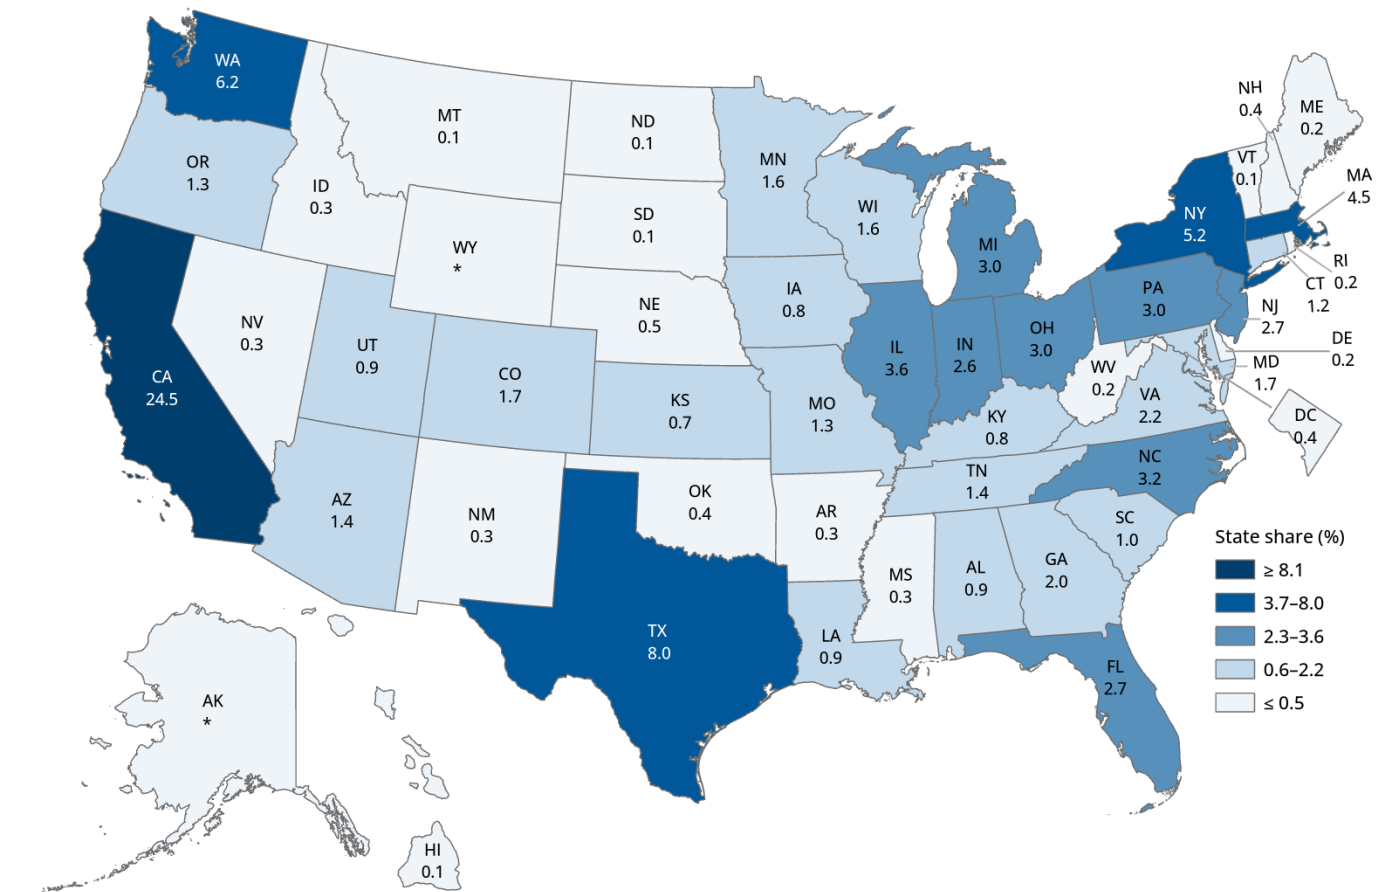 WA
6.2
MT
0.1
ND
0.1
MN
1.6
OR
1.3
ID
0.3
WY
*
SD
0.1
WI
1.6
MI
3.0
NH
0.4
VT
0.1
ME
0.2
MA
4.5
NY
5.2
RI
0.2
CT
1.2
NJ
2.7
PA
3.0
DE
0.2
MD
1.7
DC
0.4
NV
0.3
UT
0.9
CO
1.7
NE
0.5
IA
0.8
IL
3.6
IN
2.6
OH
3.0
WV
0.2
VA
2.2
CA
24.5
KS
0.7
MO
1.3
KY
0.8
NC
3.2
TN
1.4
AZ
1.4
NM
0.3
OK
0.4
AR
0.3
SC
1.0
MS
0.3
AL
0.9
GA
2.0
TX
8.0
LA
0.9
FL
2.7
AK
*
HI
0.1
State share (%)
≥ 8.1
3.7–8.0
2.3–3.6
0.6–2.2
≤ 0.5